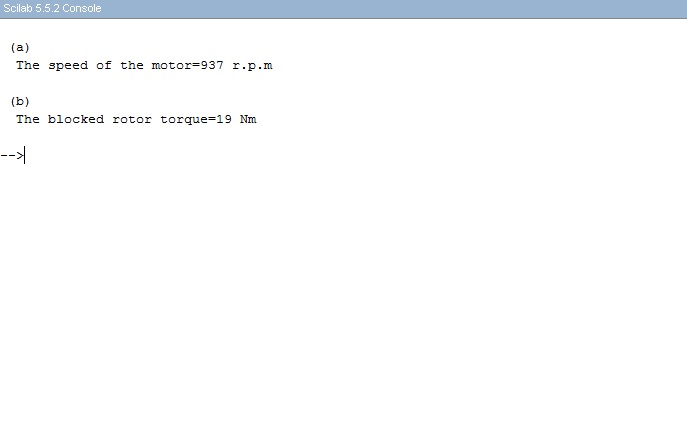 Scilab 5.5.2 Console
(a)
The speed of the motor=937 r.p.m
(b)
The blocked rotor torque=19 Nm
-->